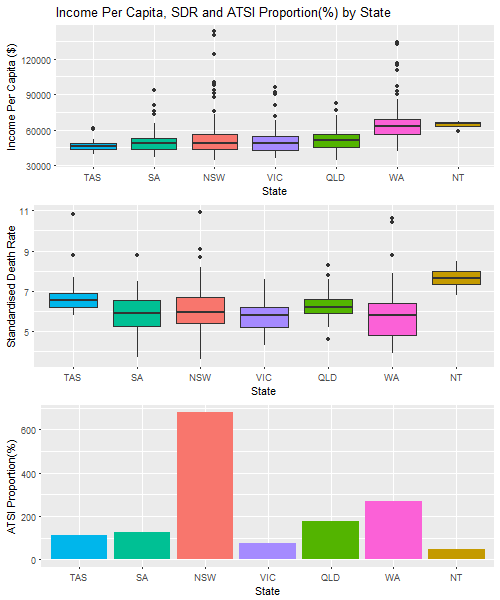 Income Per Capita, SDR and ATSI Proportion(%) by State
Income Per Capita ($)
120000
90000
60000
30000
TAS SA NSW VIC QLD WA NT
State
Standardised Death Rate
11
9
7
5
TAS SA NSW VIC QLD WA NT
State
ATSI Proportion(%)
600
400
200
0
TAS SA NSW VIC QLD WA NT
State